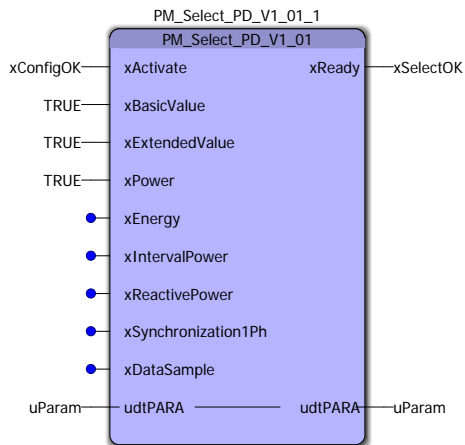 PM_Select_PD_V1_01_1
PM_Select_PD_V1_01
xConfigOK xActivate xReady xSelectOK
TRUE xBasicValue
TRUE xExtendedValue
TRUE xPower
xEnergy
xIntervalPower
xReactivePower
xSynchronization1Ph
xDataSample
uParam udtPARA udtPARA uParam